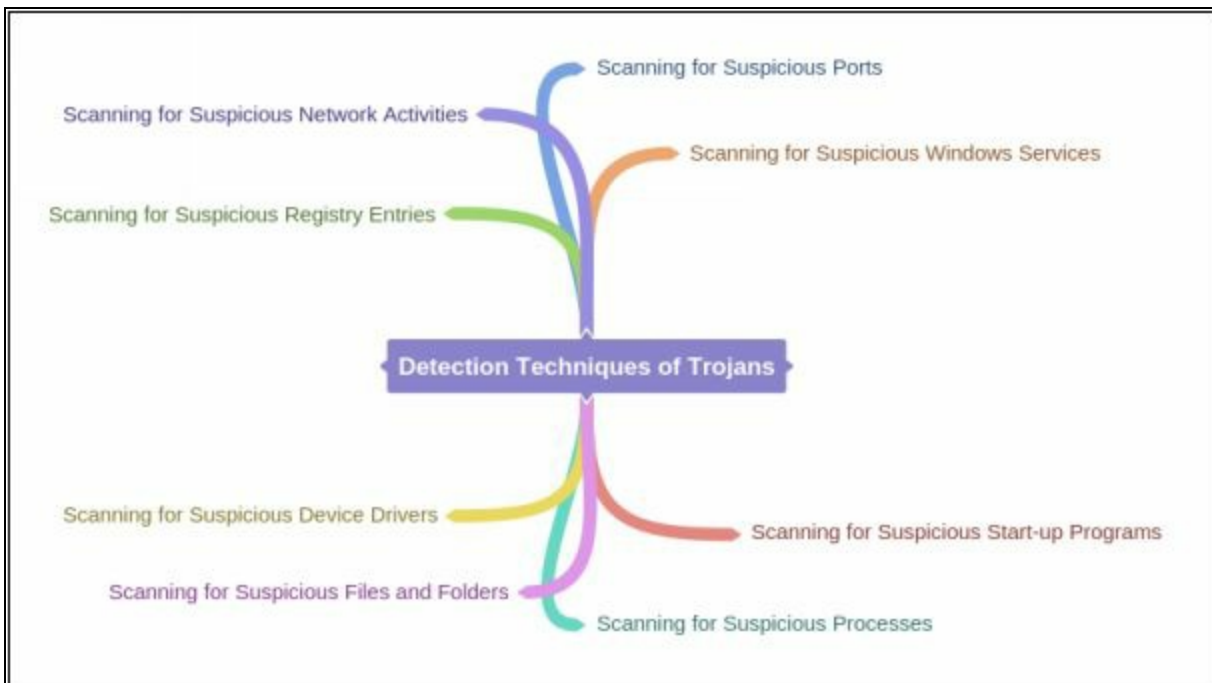 Scanning for Suspicious Ports
Scanning for Suspicious Network Activities
Scanning for Suspicious Windows Services
Scanning for Suspicious Registry Entries
Detection Techniques of Trojans
Scanning for Suspicious Device Drivers
Scanning for Suspicious Start-up Programs
Scanning for Suspicious Files and Folders
Scanning for Suspicious Processes